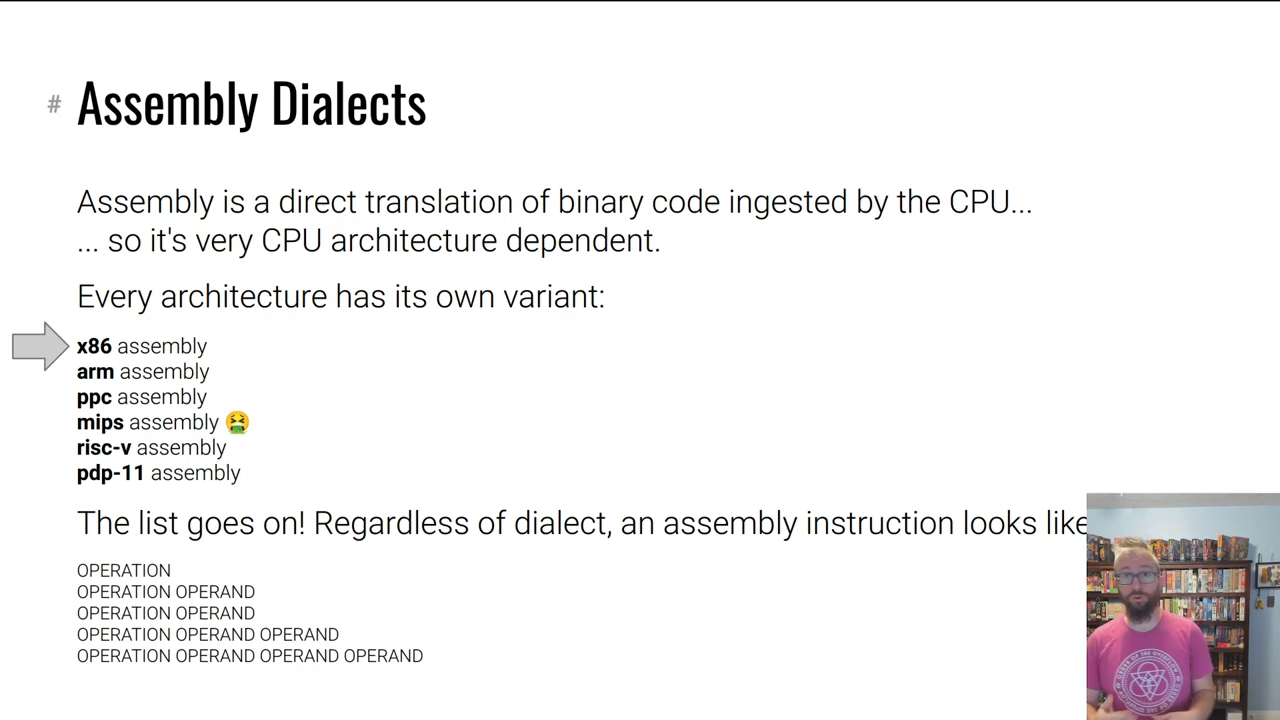 # Assembly Dialects
Assembly is a direct translation of binary code ingested by the CPU...
... so it's very CPU architecture dependent.
Every architecture has its own variant:
x86 assembly
arm assembly
ppc assembly
mips assembly 🤮
risc-v assembly
pdp-11 assembly
The list goes on! Regardless of dialect, an assembly instruction looks like
OPERATION
OPERATION OPERAND
OPERATION OPERAND
OPERATION OPERAND OPERAND
OPERATION OPERAND OPERAND OPERAND